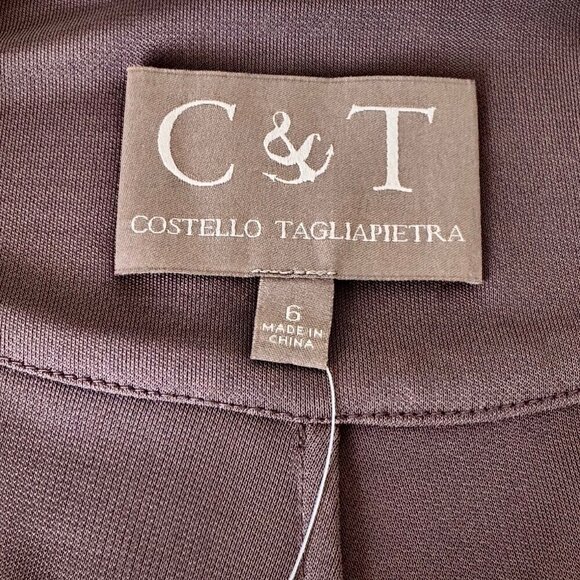 C & T
COSTELLO TAGLIAPIETRA
6
MADE IN
CHINA